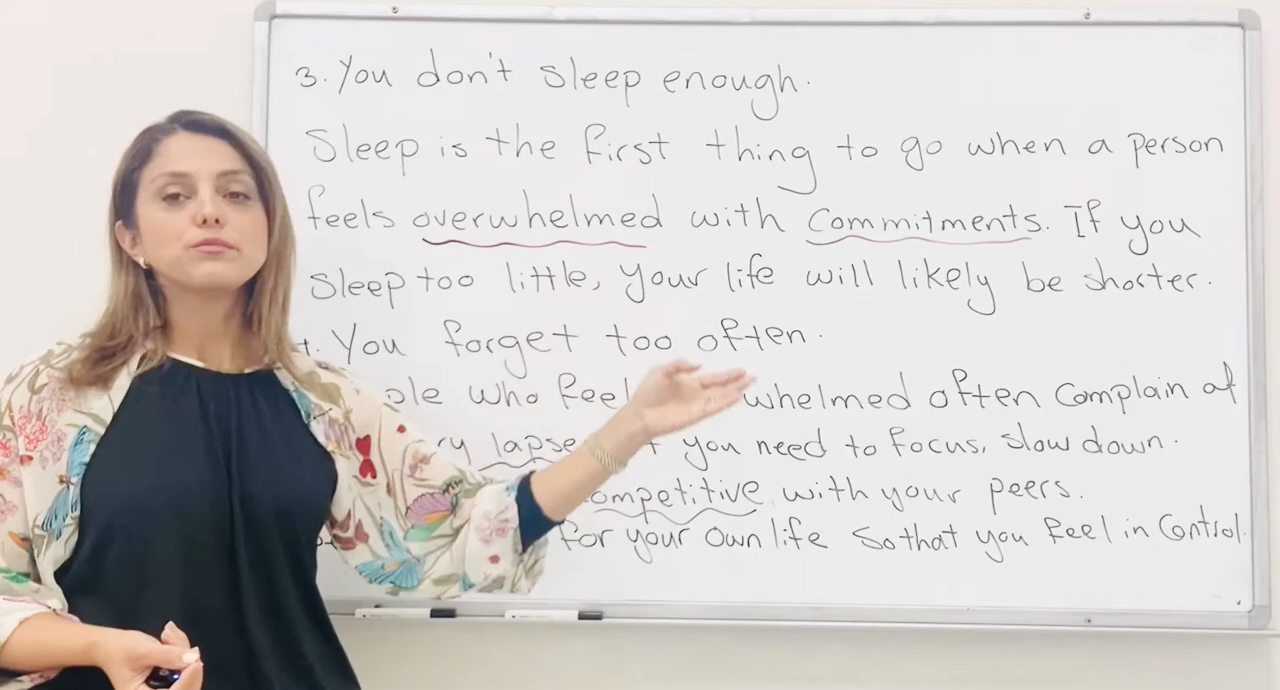 3. You don't sleep enough.
Sleep is the first thing to go when a person
feels overwhelmed with commitments. If you
sleep too little, your life will likely be shorter.
You forget too often.
who feel whelmed often complain of
lapse you need to focus, slow down.
competitive with your peers.
for your own life so that you feel in control.